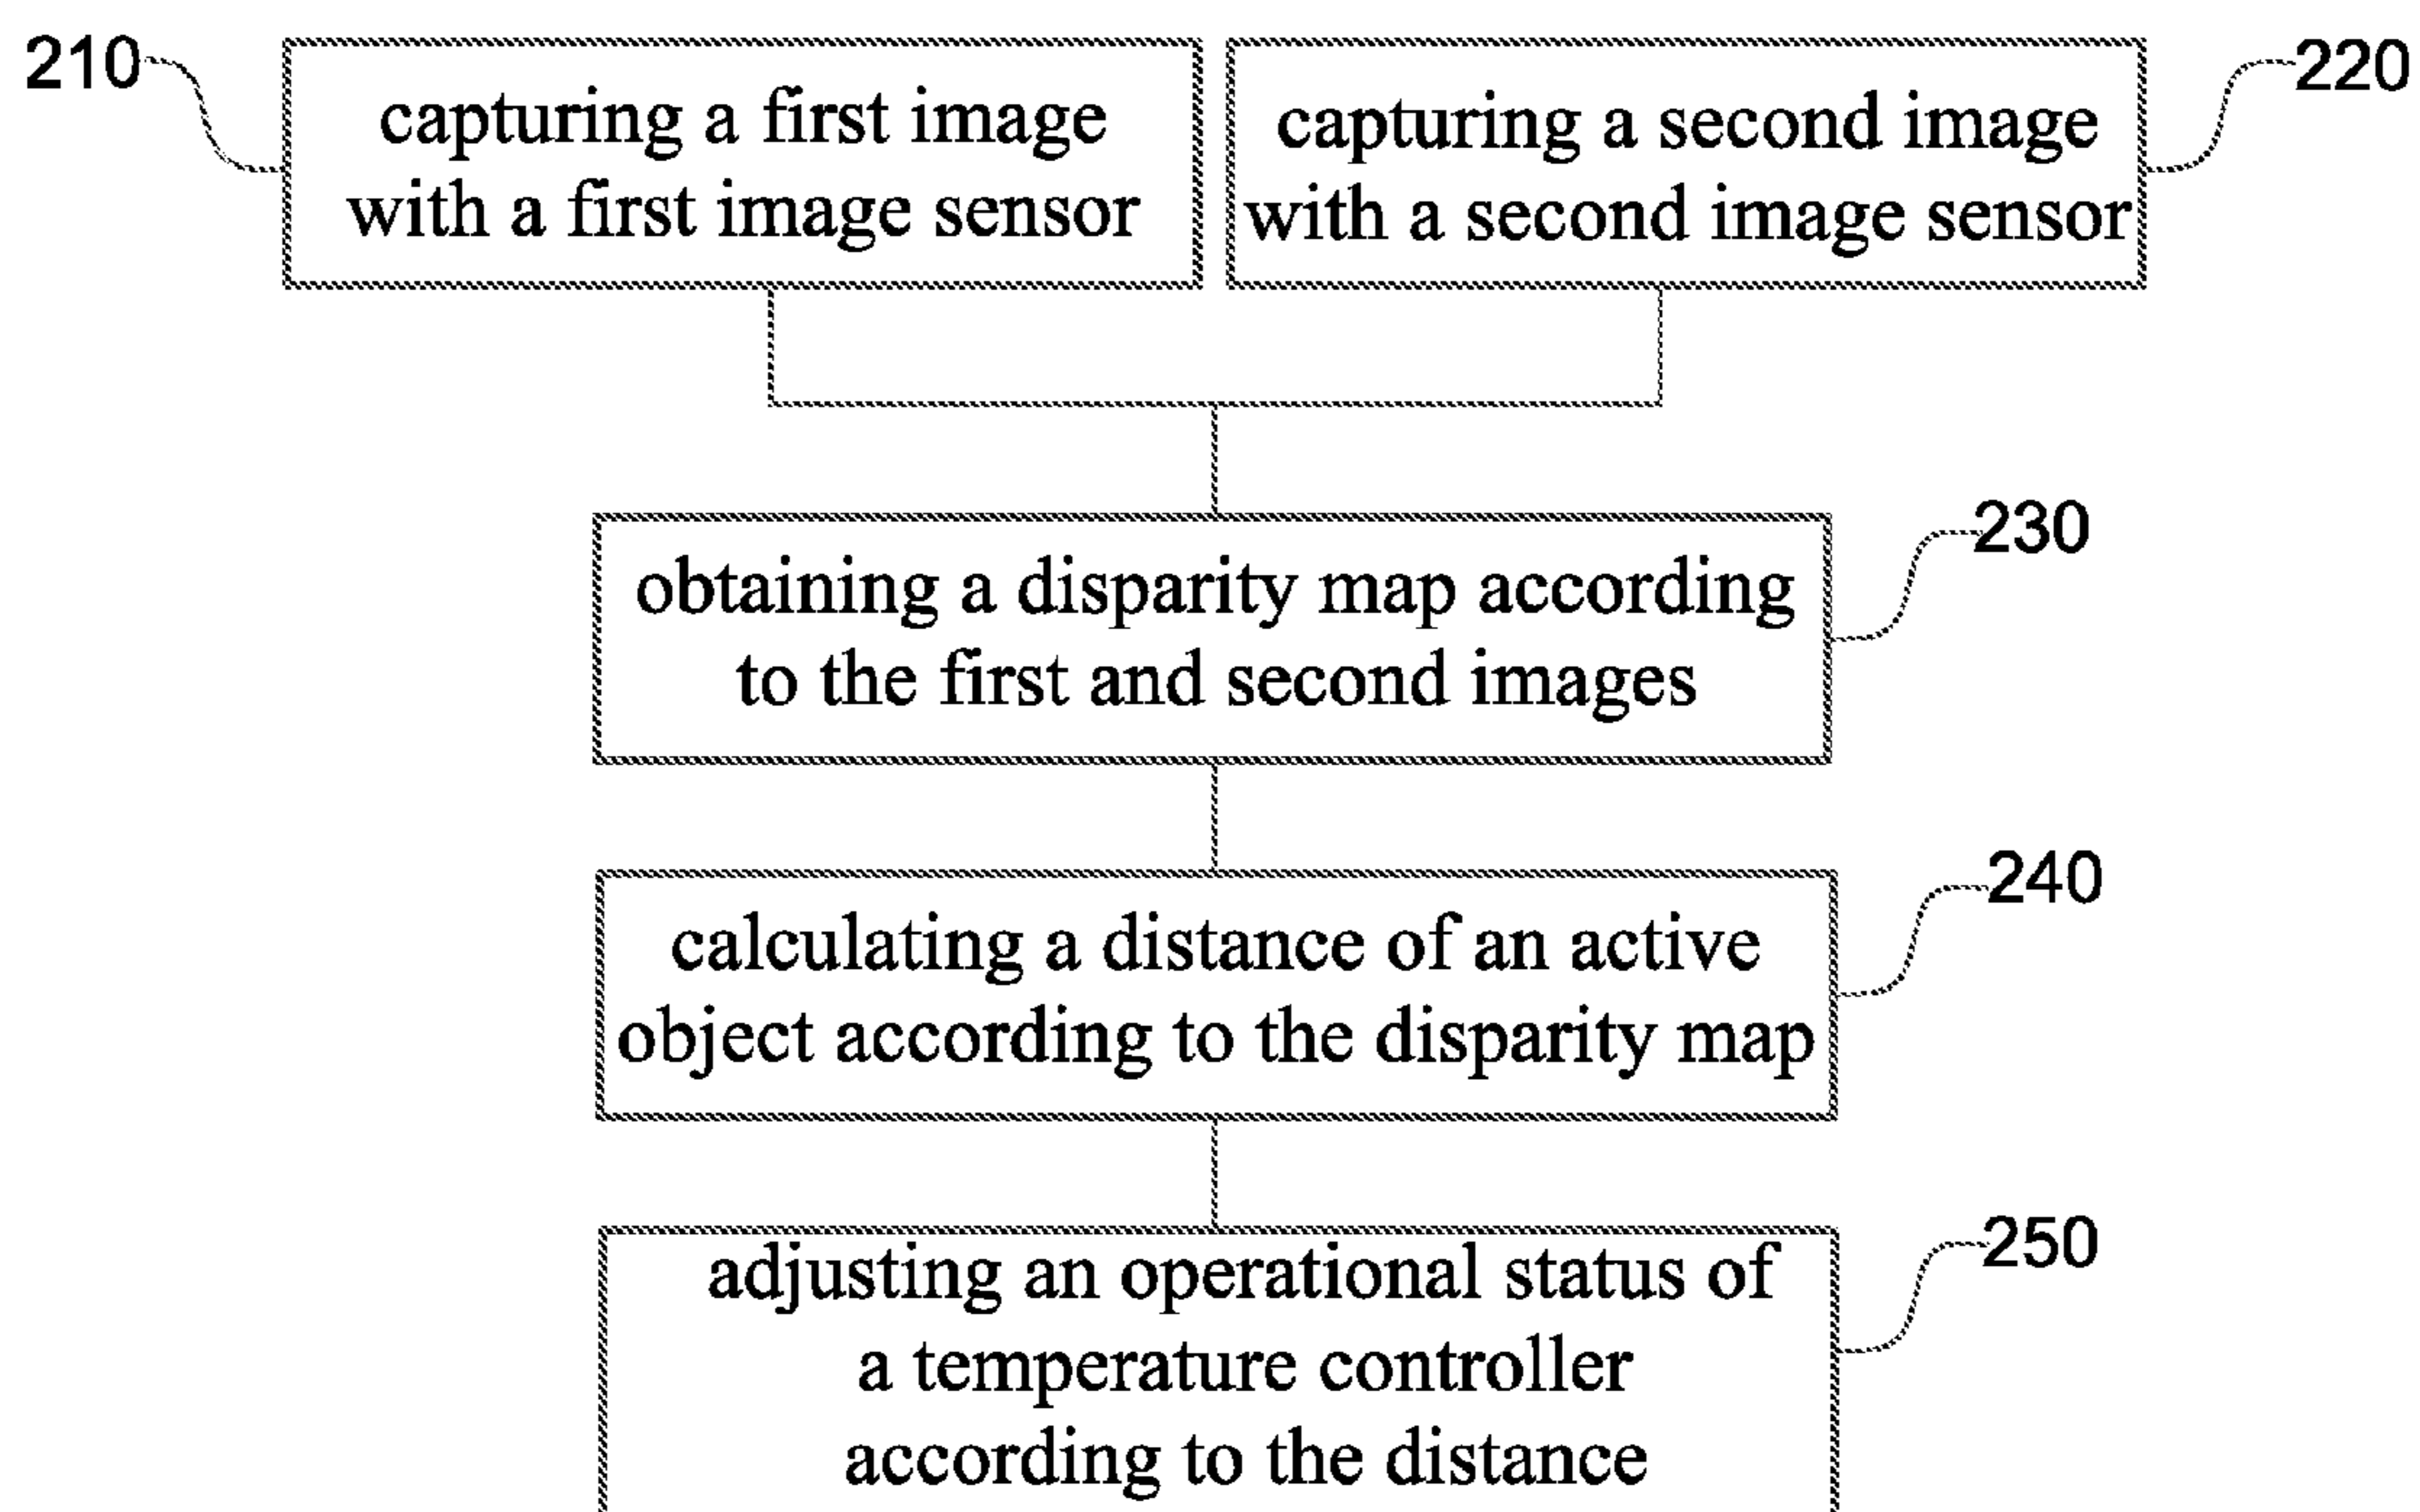 210
capturing a first image
with a first image sensor
capturing a second image
with a second image sensor
220
obtaining a disparity map according
to the first and second images
230
calculating a distance of an active
object according to the disparity map
240
adjusting an operational status of
a temperature controller
according to the distance
250